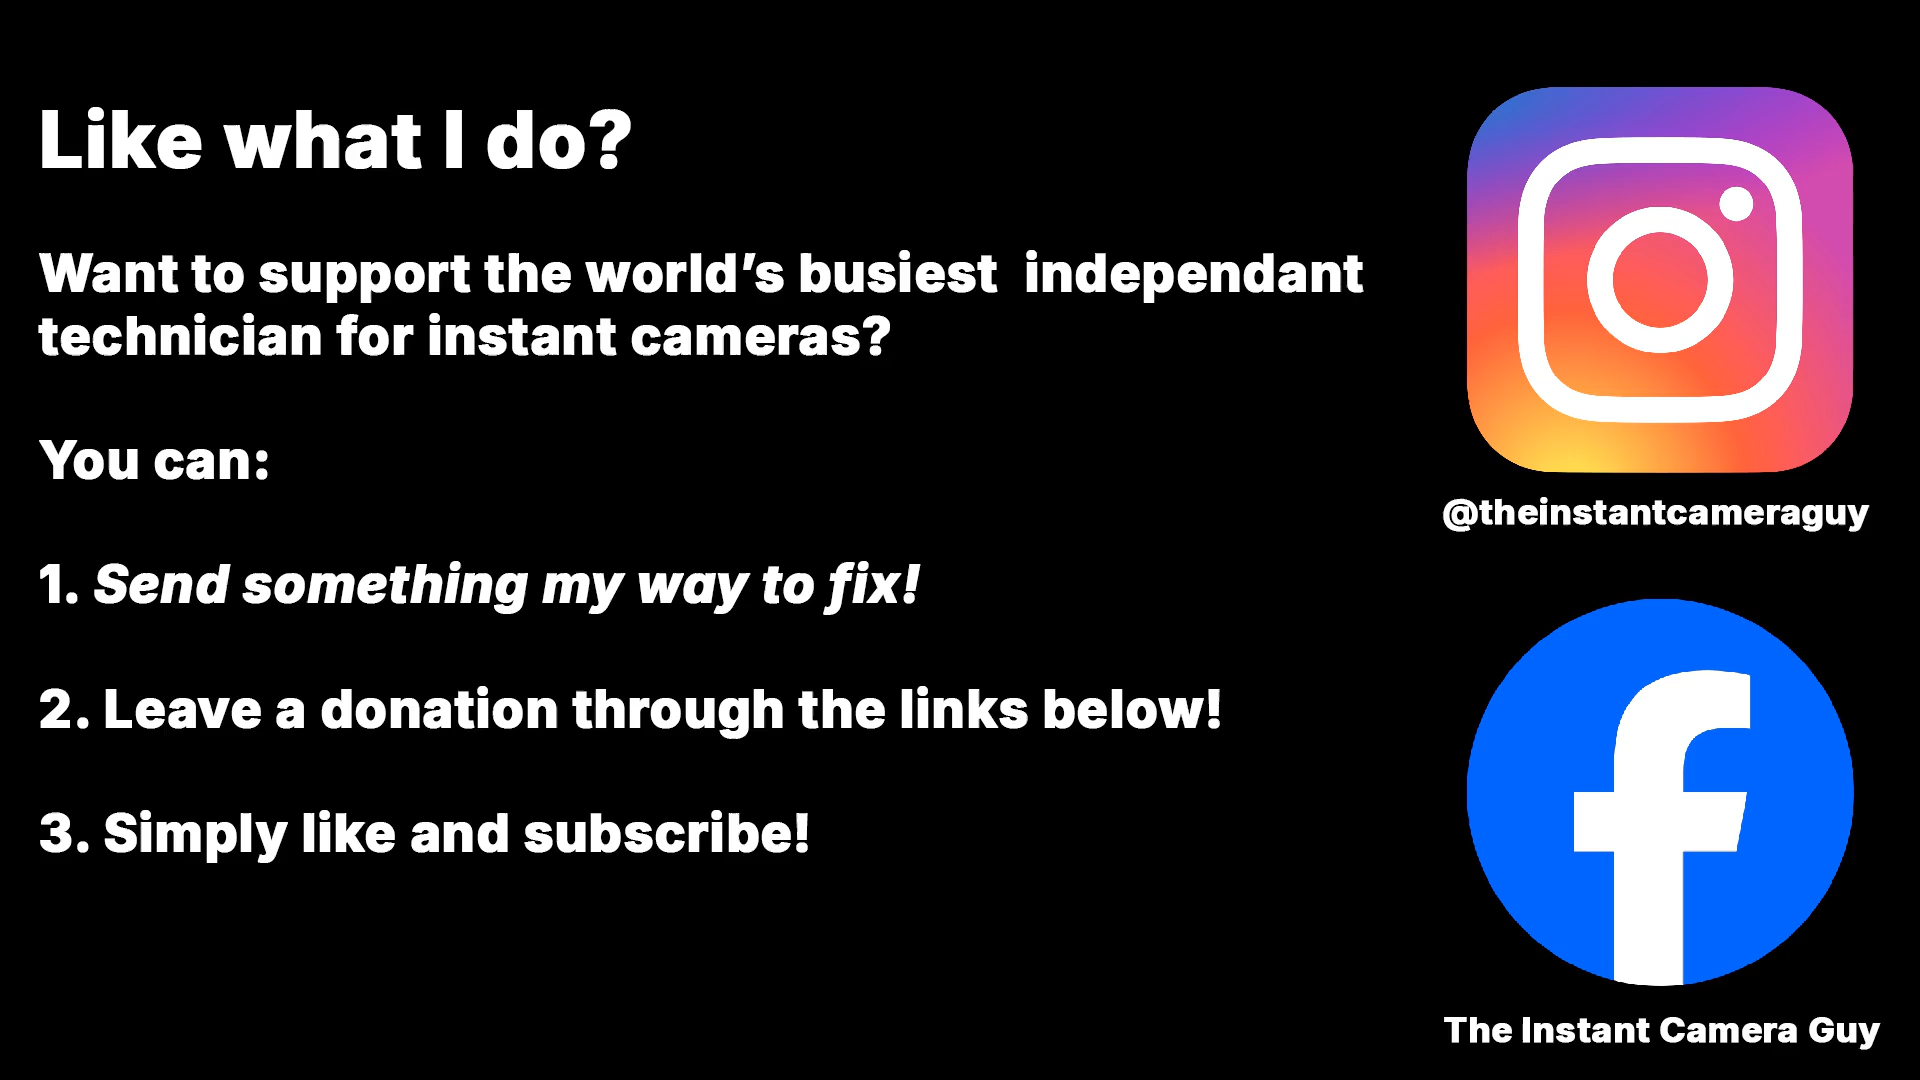 Like what I do?
Want to support the world’s busiest  independant
technician for instant cameras?
You can:
1. Send something my way to fix!
2. Leave a donation through the links below!
3. Simply like and subscribe!
@theinstantcameraguy
The Instant Camera Guy